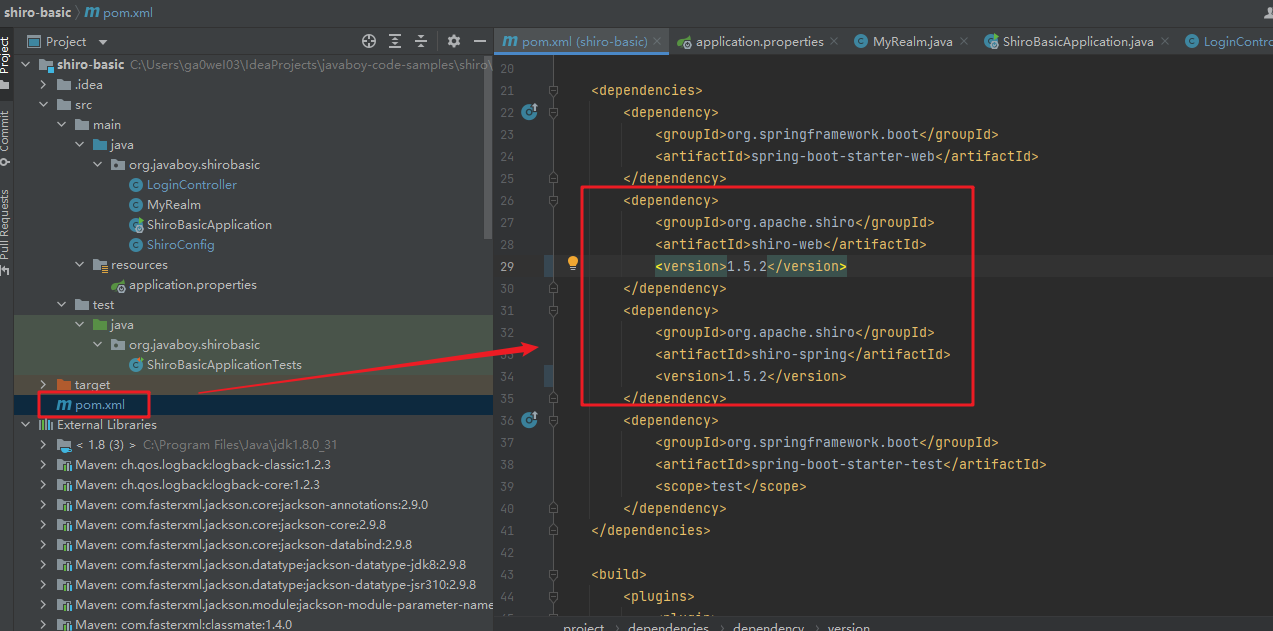 shiro-basic
pom.xml
Project
Commit
Pull Requests
Project
shiro-basic C:\Users\ga0weI03\IdeaProjects\javaboy-code-samples\shiro\
.idea
src
main
java
org.javaboy.shirobasic
LoginController
MyRealm
ShiroBasicApplication
ShiroConfig
resources
application.properties
test
java
org.javaboy.shirobasic
ShiroBasicApplicationTests
target
pom.xml
External Libraries
< 1.8 (3) > C:\Program Files\Java\jdk1.8.0_31
Maven: ch.qos.logback:logback-classic:1.2.3
Maven: ch.qos.logback:logback-core:1.2.3
Maven: com.fasterxml.jackson.core:jackson-annotations:2.9.0
Maven: com.fasterxml.jackson.core:jackson-core:2.9.8
Maven: com.fasterxml.jackson.core:jackson-databind:2.9.8
Maven: com.fasterxml.jackson.datatype:jackson-datatype-jdk8:2.9.8
Maven: com.fasterxml.jackson.datatype:jackson-datatype-jsr310:2.9.8
Maven: com.fasterxml.jackson.module:jackson-module-parameter-name
Maven: com.fasterxml:classmate:1.4.0
pom.xml (shiro-basic)
application.properties
MyRealm.java
ShiroBasicApplication.java
LoginContro
20
21 <dependencies>
22 <dependency>
23 <groupId>org.springframework.boot</groupId>
24 <artifactId>spring-boot-starter-web</artifactId>
25 </dependency>
26 <dependency>
27 <groupId>org.apache.shiro</groupId>
28 <artifactId>shiro-web</artifactId>
29 <version>1.5.2</version>
30 </dependency>
31 <dependency>
32 <groupId>org.apache.shiro</groupId>
33 <artifactId>shiro-spring</artifactId>
34 <version>1.5.2</version>
35 </dependency>
36 <dependency>
37 <groupId>org.springframework.boot</groupId>
38 <artifactId>spring-boot-starter-test</artifactId>
39 <scope>test</scope>
40 </dependency>
41 </dependencies>
42
43 <build>
44 <plugins>
project › dependencies › dependency › version